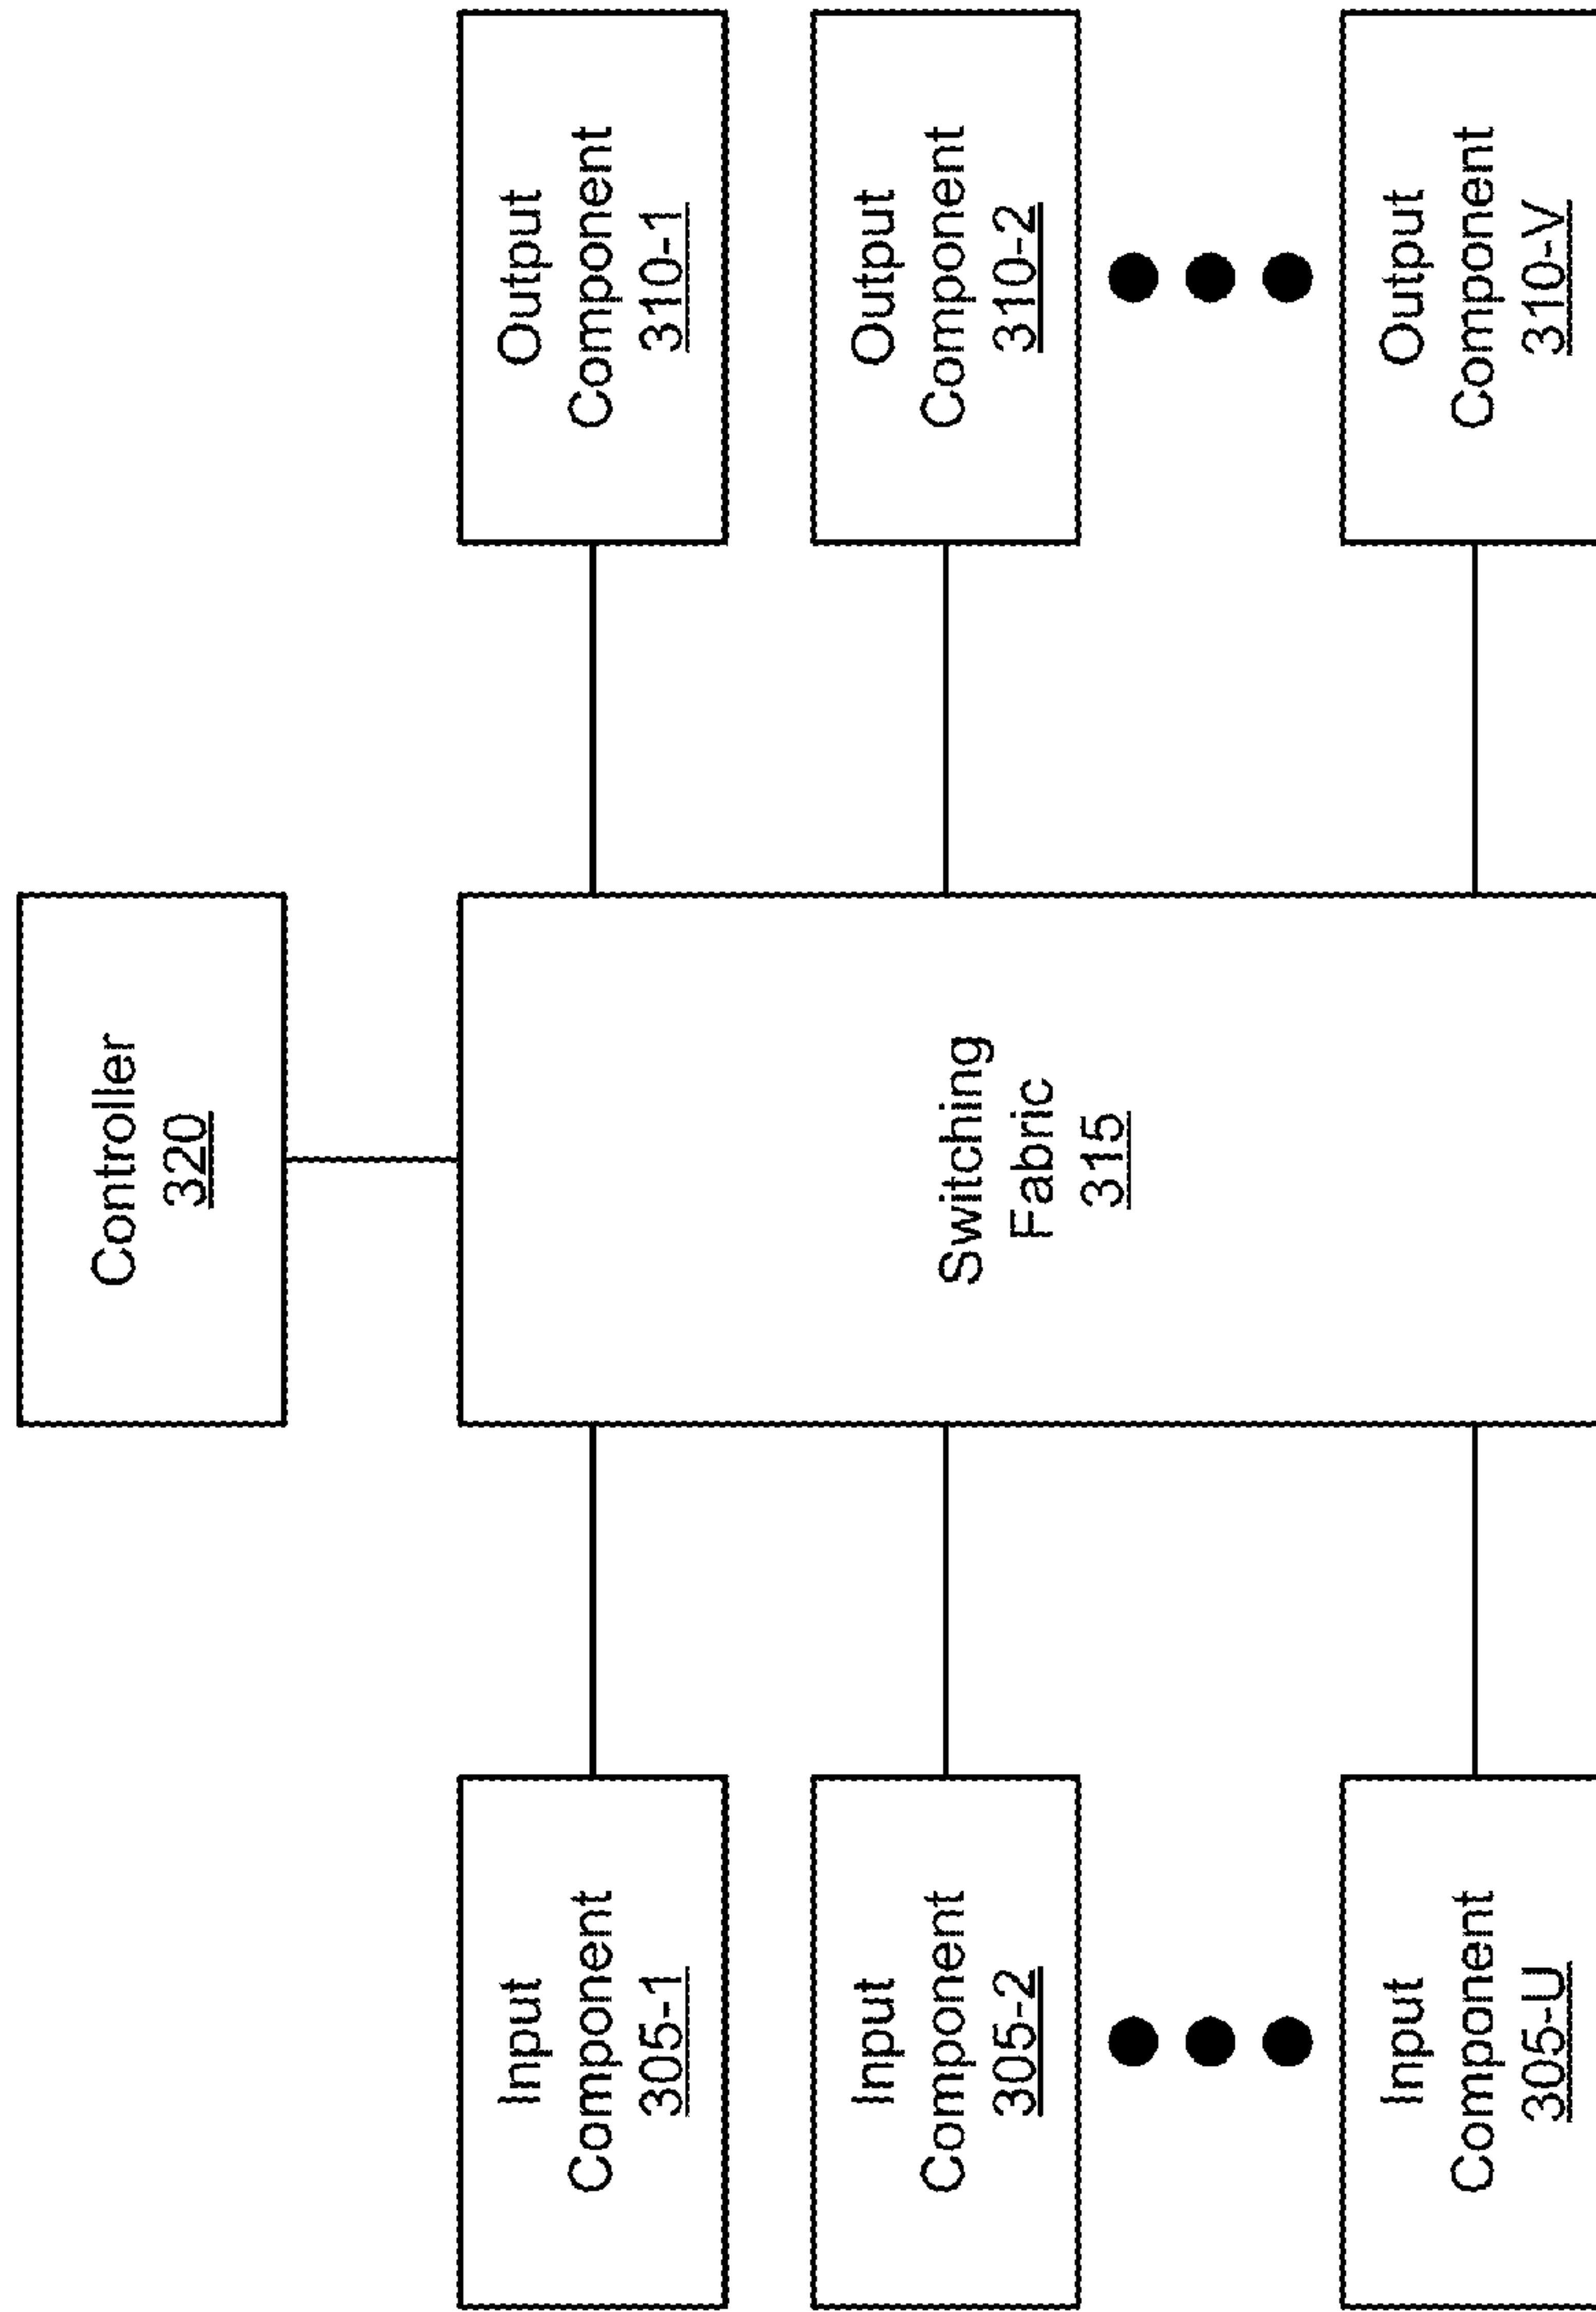 Controller
320
Input
Component
305-1
Switching
Fabric
315
Output
Component
310-1
Input
Component
305-2
Output
Component
310-2
Input
Component
305-U
Output
Component
310-V